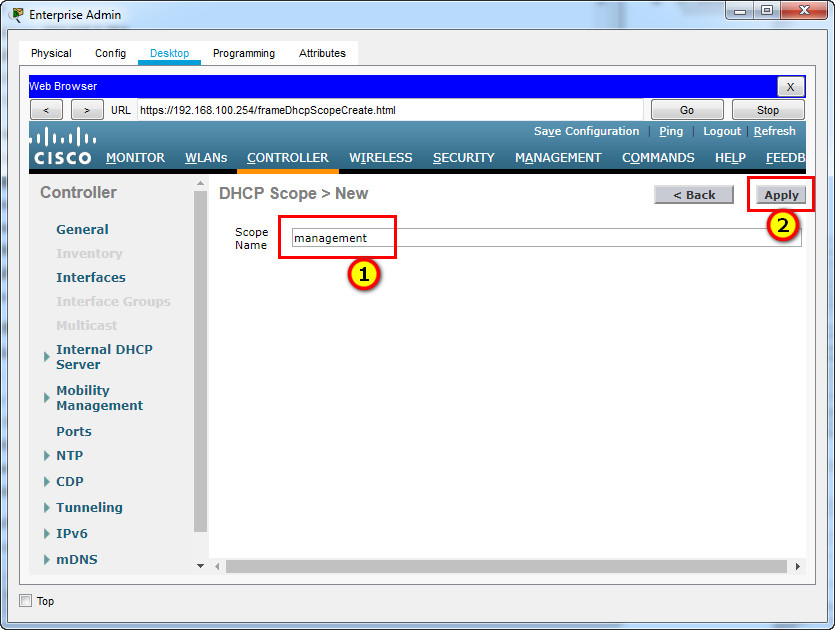 Enterprise Admin
Physical Config Desktop Programming Attributes
Web Browser X
< > URL https://192.168.100.254/frameDhcpScopeCreate.html Go Stop
Save Configuration Ping Logout Refresh
CISCO MONITOR WLANs CONTROLLER WIRELESS SECURITY MANAGEMENT COMMANDS HELP FEEDB
Controller
General
Inventory
Interfaces
Interface Groups
Multicast
Internal DHCP
Server
Mobility
Management
Ports
NTP
CDP
Tunneling
IPv6
mDNS
DHCP Scope > New < Back Apply
2
Scope
Name
management
1
Top